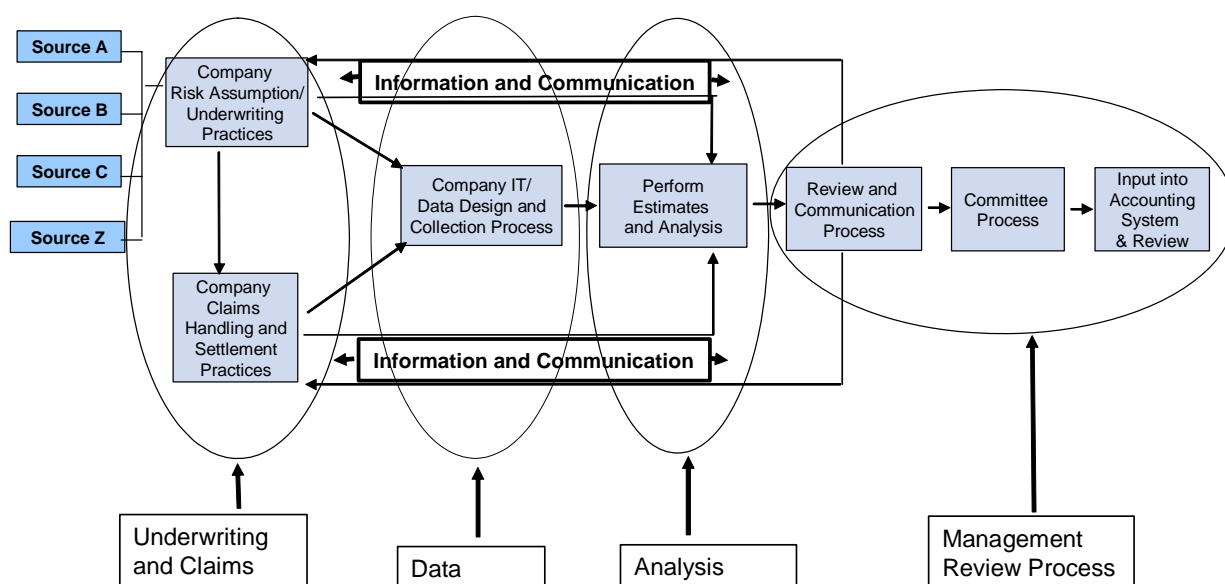 Source A
Source B
Source C
Source Z
Company
Risk Assumption/
Underwriting
Practices
Information and Communication
Company IT/
Data Design and
Collection Process
Perform
Estimates
and Analysis
Review and
Communication
Process
Committee
Process
Input into
Accounting
System
& Review
Company
Claims
Handling and
Settlement
Practices
Information and Communication
Underwriting
and Claims
Data
Analysis
Management
Review Process